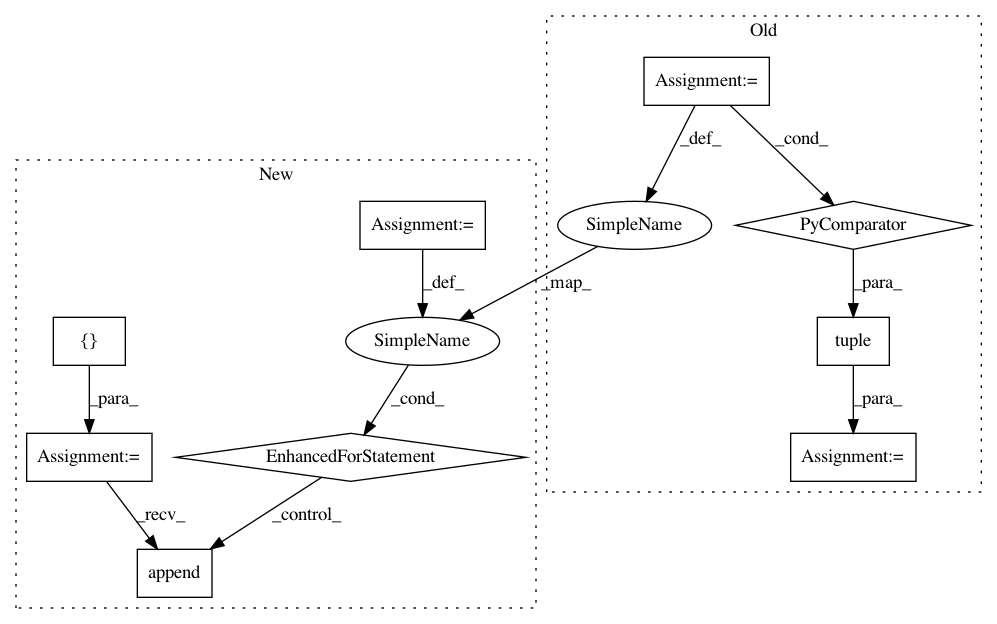 Old
Assignment:=
_def_
_cond_
New
Assignment:=
SimpleName
PyComparator
_def_
_map_
_para_
{}
SimpleName
tuple
_para_
_cond_
_para_
Assignment:=
EnhancedForStatement
Assignment:=
_recv_
_control_
append